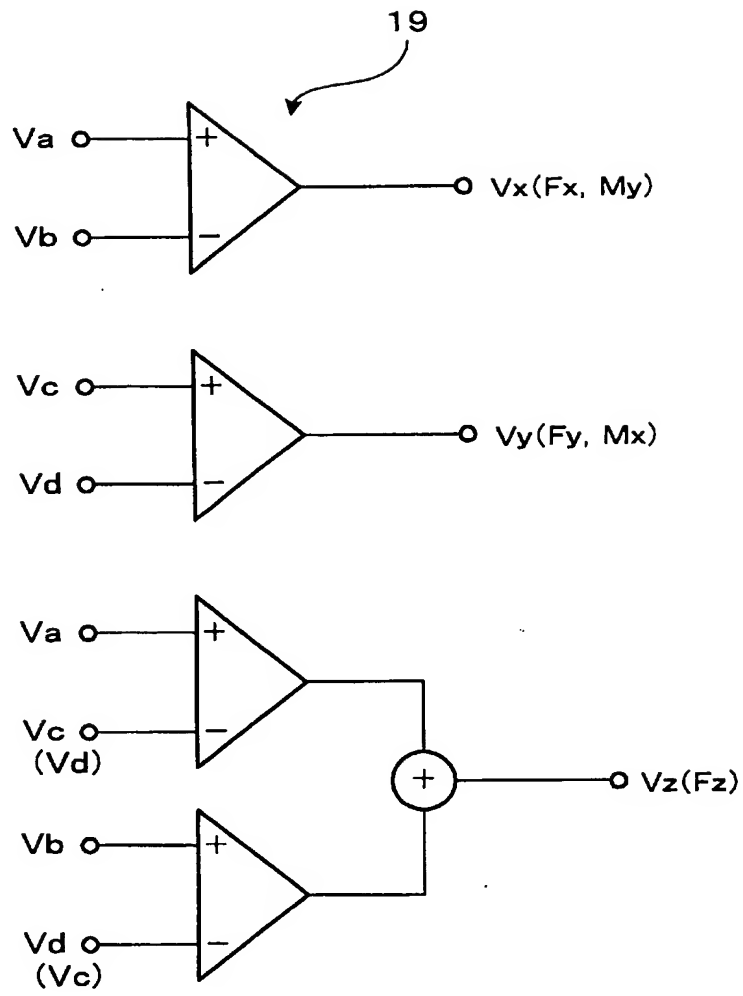 19
Va
+
Vb
−
Vx(Fx, My)
Vc
+
Vd
−
Vy(Fy, Mx)
Va
+
Vc
−
(Vd)
+
Vz(Fz)
Vb
+
Vd
−
(Vc)